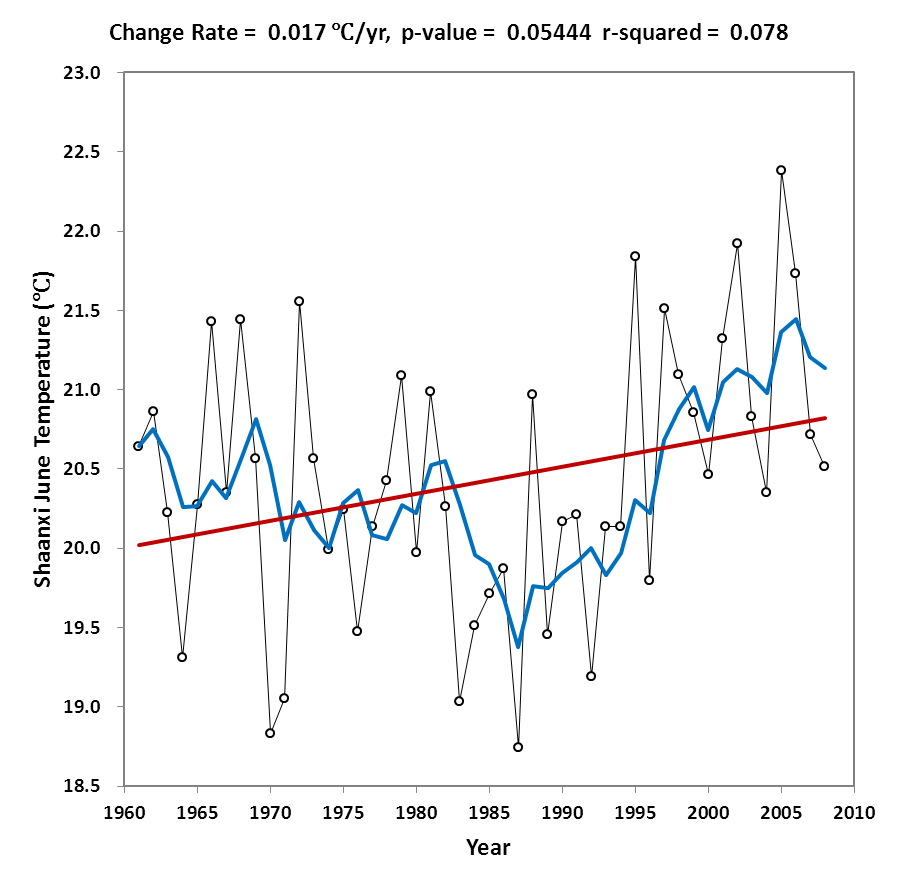 Change Rate = 0.017 ℃/yr, p-value = 0.05444 r-squared = 0.078
23.0
22.5
22.0
21.5
21.0
20.5
20.0
19.5
19.0
18.5
Shaanxi June Temperature (℃)
1960 1965 1970 1975 1980 1985 1990 1995 2000 2005 2010
Year